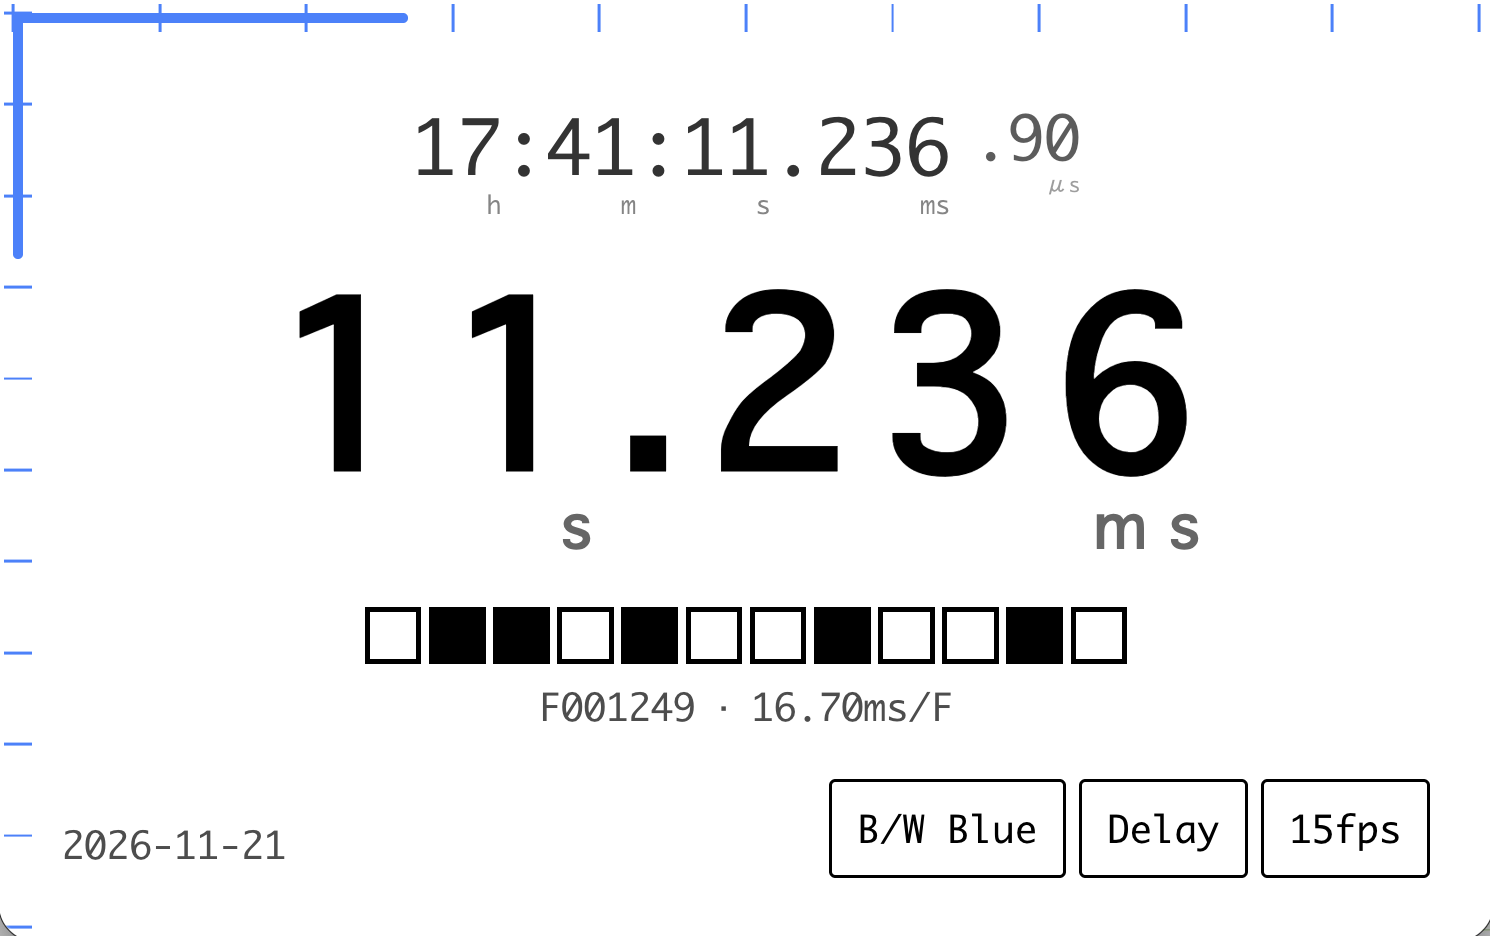 17:41:11.236 .90
h m s ms μs
11.236
s ms
F001249 · 16.70ms/F
2026-11-21
B/W Blue
Delay
15fps